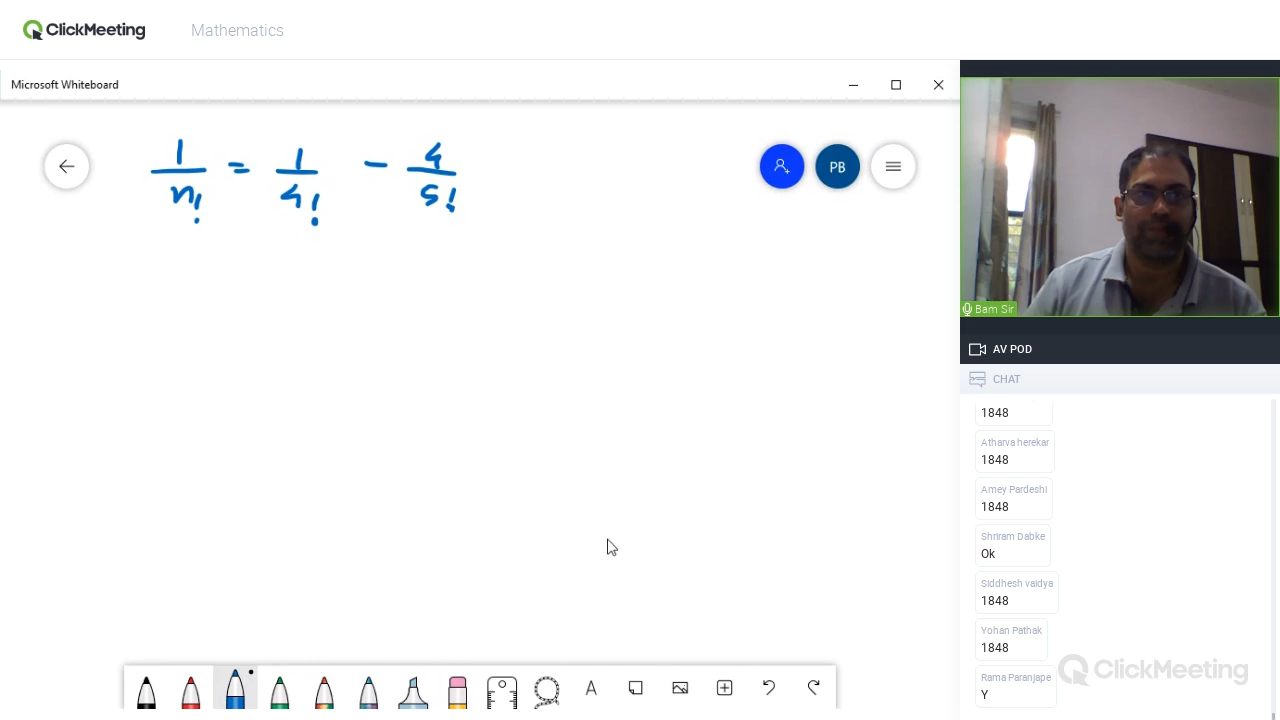 ClickMeeting Mathematics
Microsoft Whiteboard
1/n! = 1/4! - 4/5!
PB
Bam Sir
AV POD
CHAT
1848
Atharva herekar
1848
Amey Pardeshi
1848
Shriram Dabke
Ok
Siddhesh vaidya
1848
Yohan Pathak
1848
Rama Paranjape
Y
ClickMeeting
A